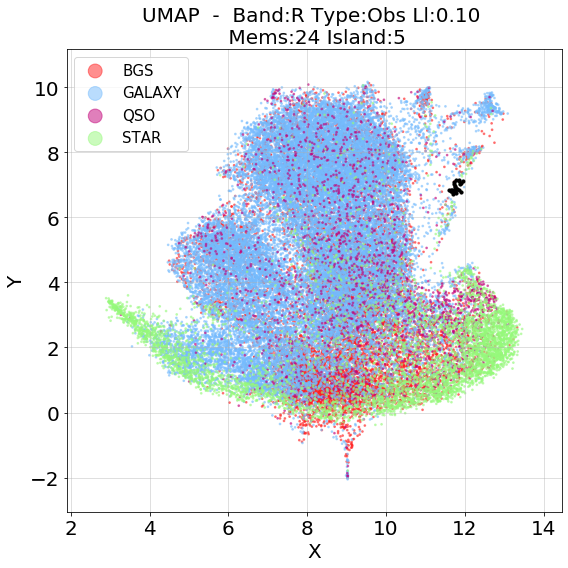 UMAP  -  Band:R Type:Obs Ll:0.10
Mems:24 Island:5
BGS
GALAXY
QSO
STAR
10
8
6
4
2
0
−2
Y
2 4 6 8 10 12 14
X